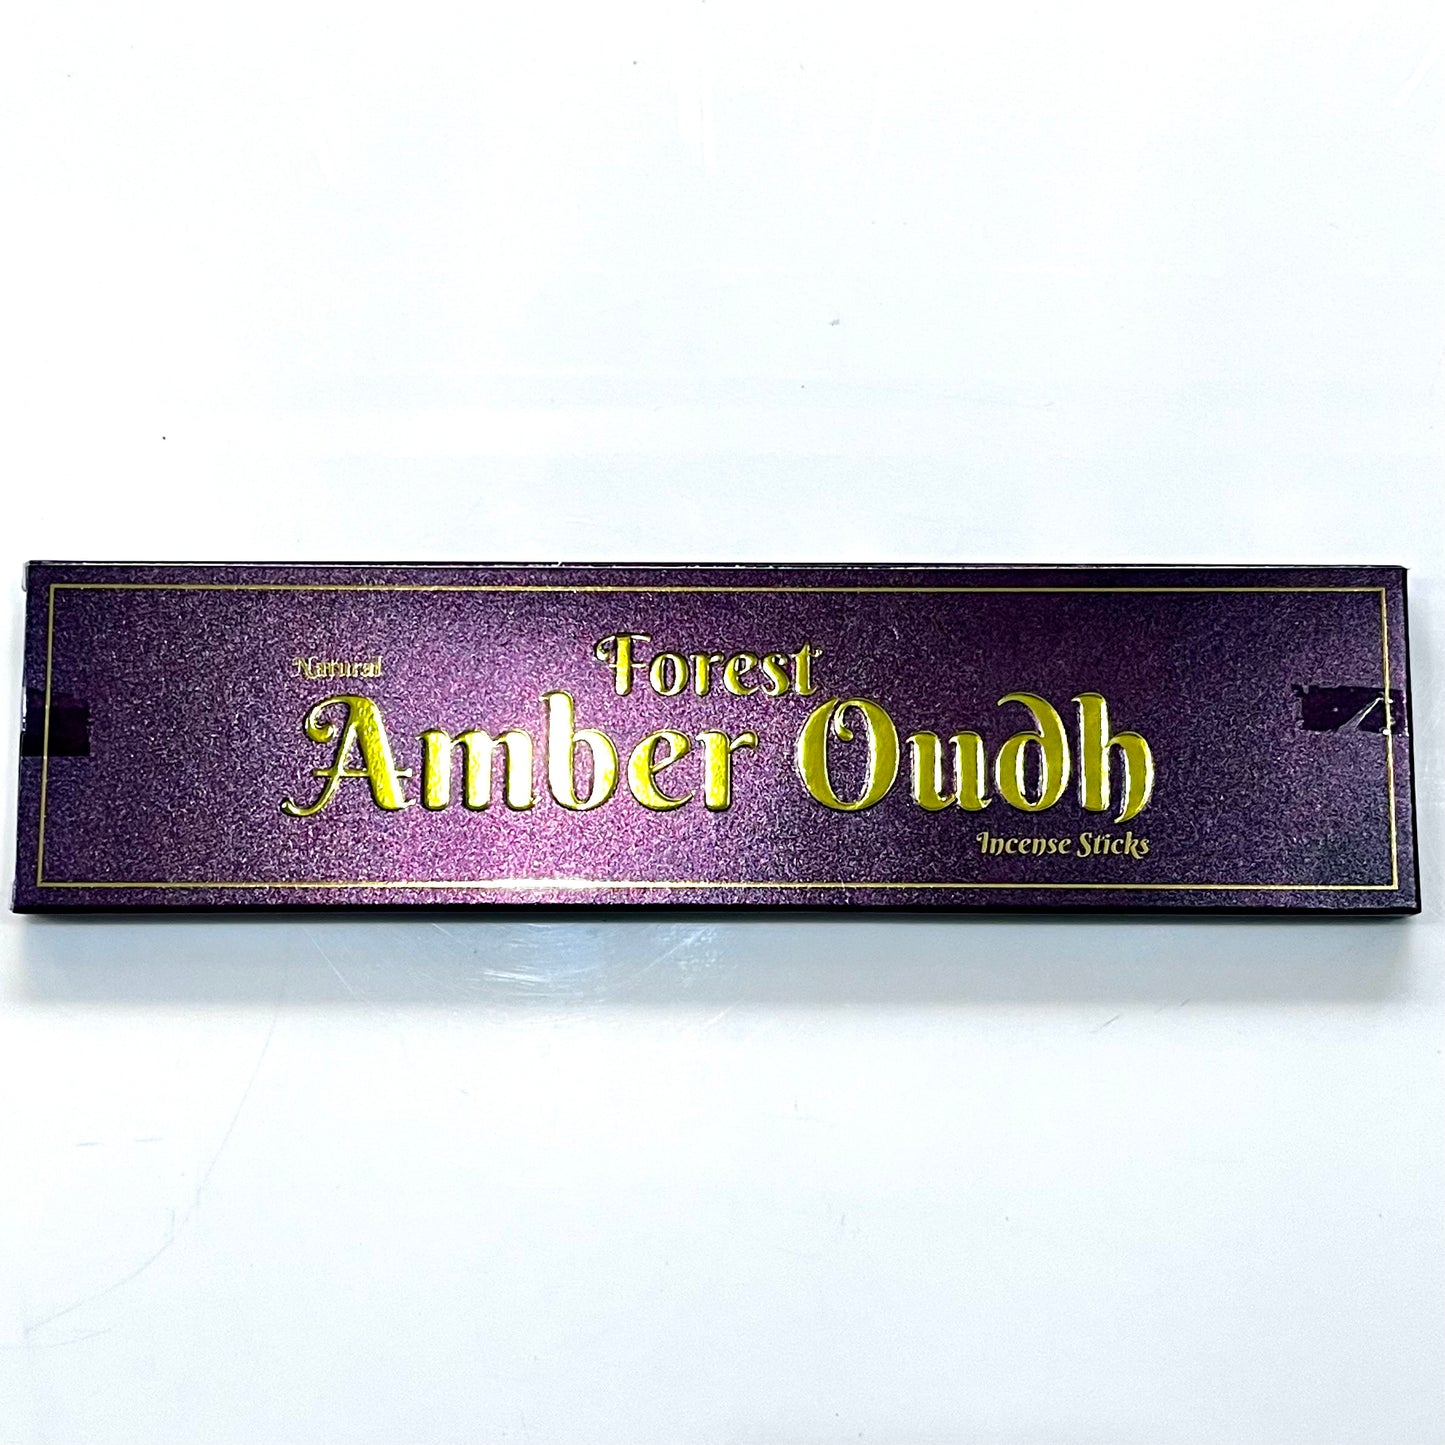 Forest
Natural
Amber Oudh
Incense Sticks